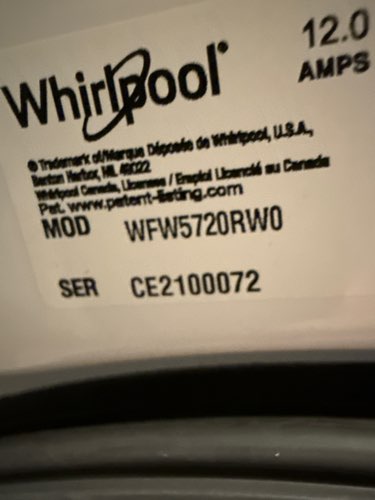 Whirlpool®
12.0
AMPS
® Trademark of/Marque Déposée de Whirlpool, U.S.A.,
Benton Harbor, MI. 49022
Whirlpool Canada, Licensee / Emploi Licencié au Canada
Pat. www.patent-listing.com
MOD WFW5720RW0
SER CE2100072